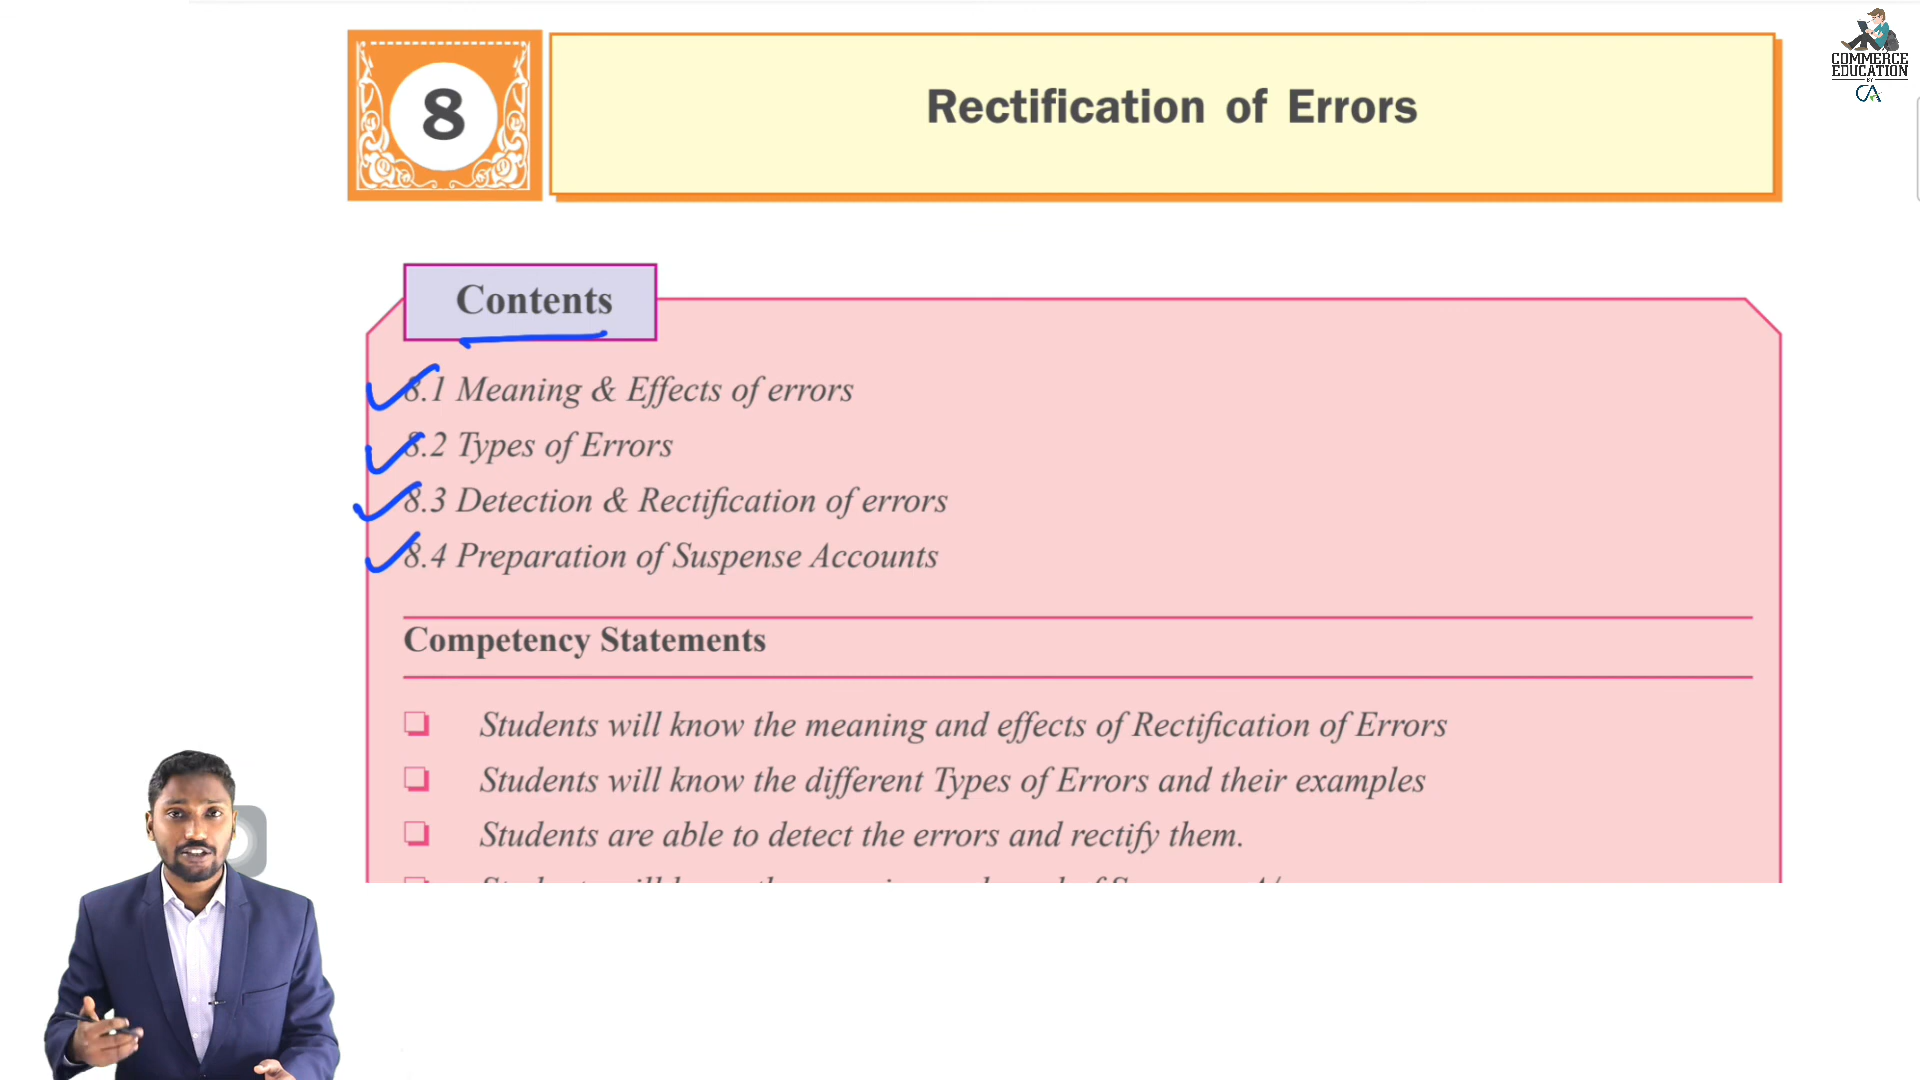 COMMERCE
EDUCATION
BY
CA
8
Rectification of Errors
Contents
8.1 Meaning & Effects of errors
8.2 Types of Errors
8.3 Detection & Rectification of errors
8.4 Preparation of Suspense Accounts
Competency Statements
Students will know the meaning and effects of Rectification of Errors
Students will know the different Types of Errors and their examples
Students are able to detect the errors and rectify them.